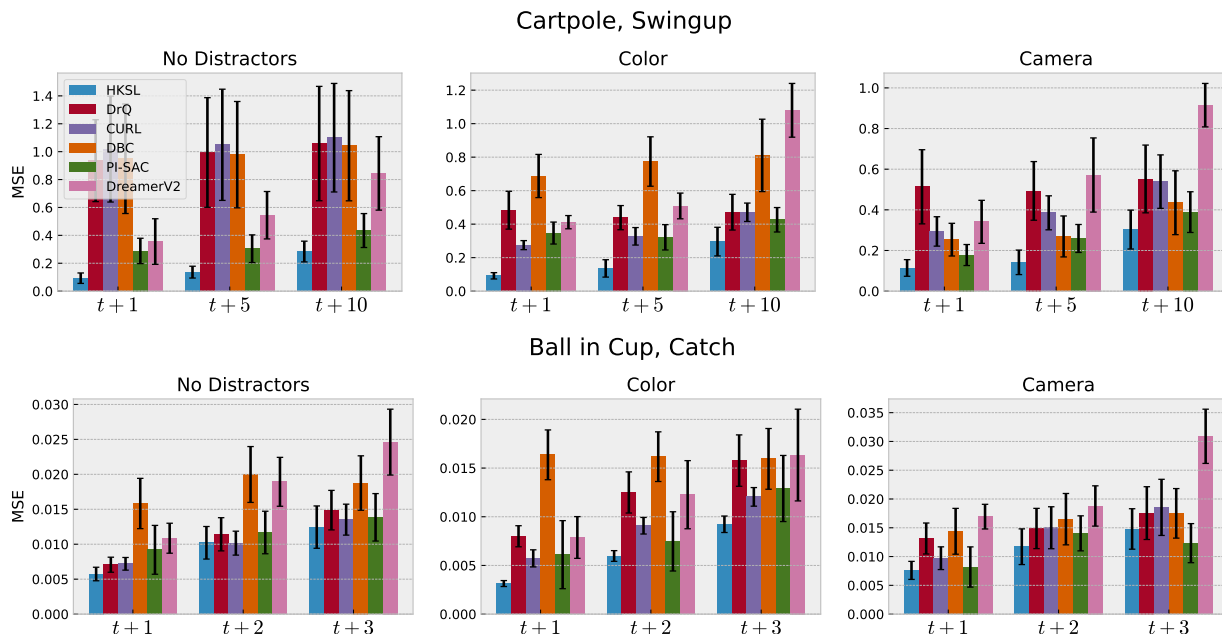 Cartpole, Swingup
No Distractors
Color
Camera
MSE
1.4
1.2
1.0
0.8
0.6
0.4
0.2
0.0
HKSL
DrQ
CURL
DBC
PI-SAC
DreamerV2
t + 1
t + 5
t + 10
1.2
1.0
0.8
0.6
0.4
0.2
0.0
t + 1
t + 5
t + 10
1.0
0.8
0.6
0.4
0.2
0.0
t + 1
t + 5
t + 10
Ball in Cup, Catch
No Distractors
Color
Camera
MSE
0.030
0.025
0.020
0.015
0.010
0.005
0.000
t + 1
t + 2
t + 3
0.020
0.015
0.010
0.005
0.000
t + 1
t + 2
t + 3
0.035
0.030
0.025
0.020
0.015
0.010
0.005
0.000
t + 1
t + 2
t + 3